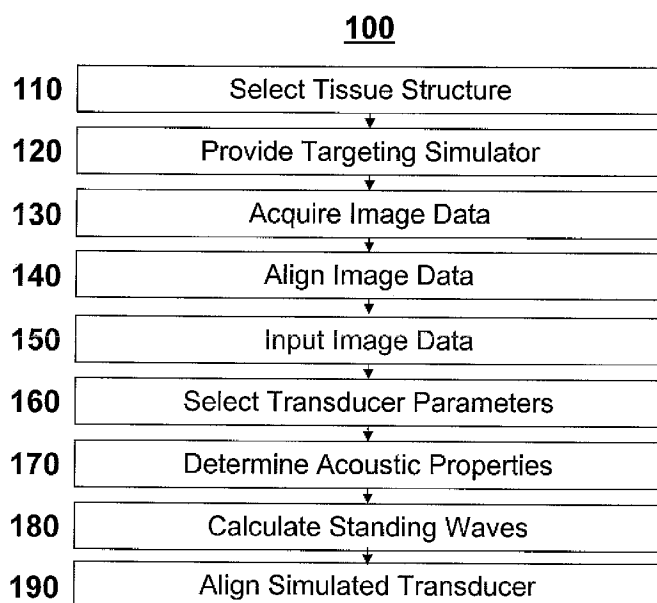 100
110 Select Tissue Structure
120 Provide Targeting Simulator
130 Acquire Image Data
140 Align Image Data
150 Input Image Data
160 Select Transducer Parameters
170 Determine Acoustic Properties
180 Calculate Standing Waves
190 Align Simulated Transducer